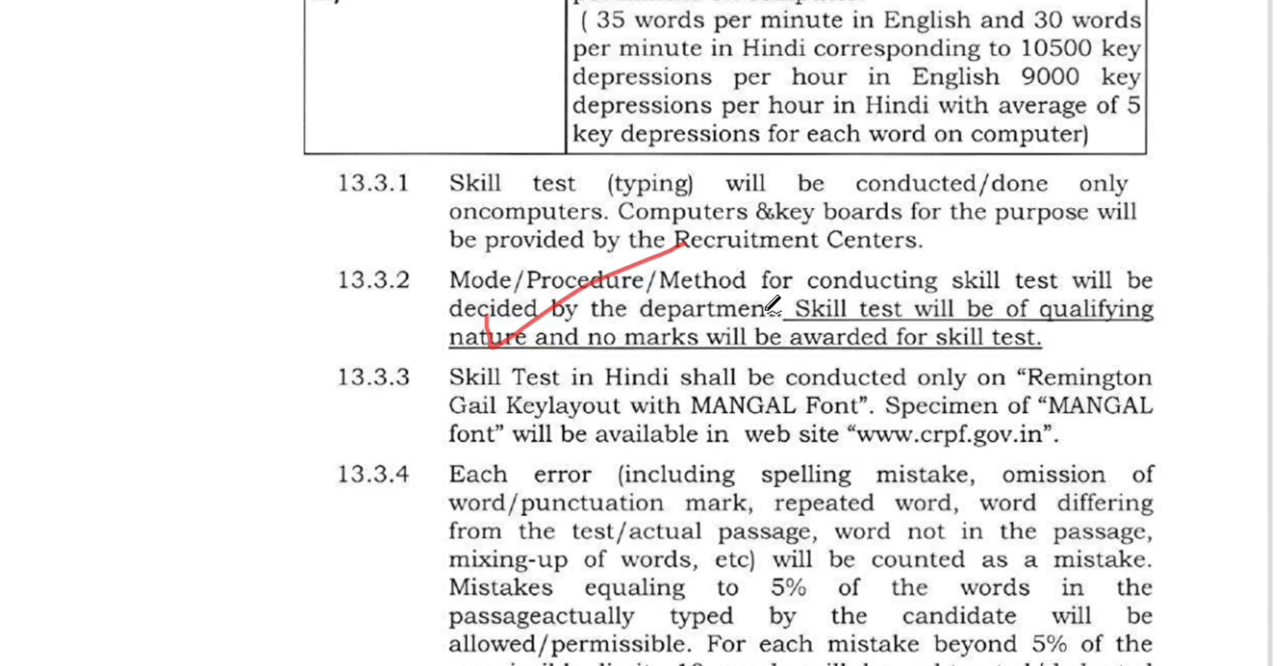 ( 35 words per minute in English and 30 words
per minute in Hindi corresponding to 10500 key
depressions per hour in English 9000 key
depressions per hour in Hindi with average of 5
key depressions for each word on computer)
13.3.1 Skill test (typing) will be conducted/done only
oncomputers. Computers &key boards for the purpose will
be provided by the Recruitment Centers.
13.3.2 Mode/Procedure/Method for conducting skill test will be
decided by the department. Skill test will be of qualifying
nature and no marks will be awarded for skill test.
13.3.3 Skill Test in Hindi shall be conducted only on “Remington
Gail Keylayout with MANGAL Font”. Specimen of “MANGAL
font” will be available in web site “www.crpf.gov.in”.
13.3.4 Each error (including spelling mistake, omission of
word/punctuation mark, repeated word, word differing
from the test/actual passage, word not in the passage,
mixing-up of words, etc) will be counted as a mistake.
Mistakes equaling to 5% of the words in the
passageactually typed by the candidate will be
allowed/permissible. For each mistake beyond 5% of the